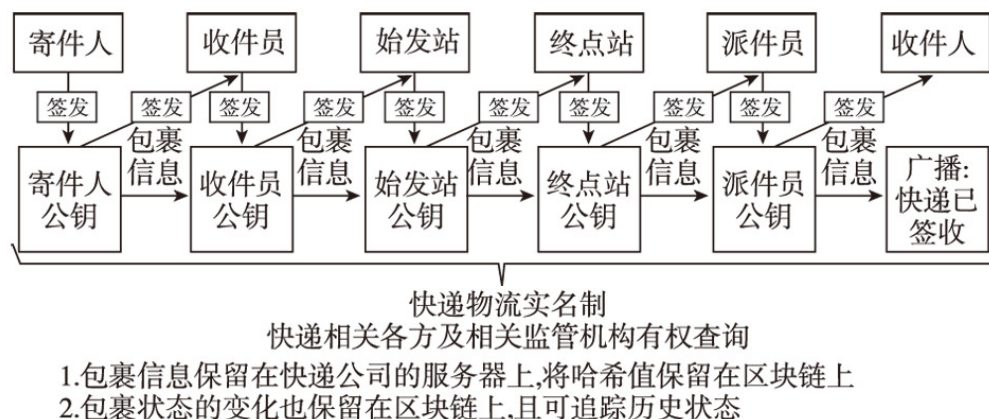 寄件人 收件员 始发站 终点站 派件员 收件人
签发 签发 签发 签发 签发 签发 签发 签发 签发 签发
包裹 包裹 包裹 包裹 包裹
信息 信息 信息 信息 信息
寄件人 收件员 始发站 终点站 派件员 广播:
公钥 公钥 公钥 公钥 公钥 快递已
签收
快递物流实名制
快递相关各方及相关监管机构有权查询
1.包裹信息保留在快递公司的服务器上,将哈希值保留在区块链上
2.包裹状态的变化也保留在区块链上,且可追踪历史状态